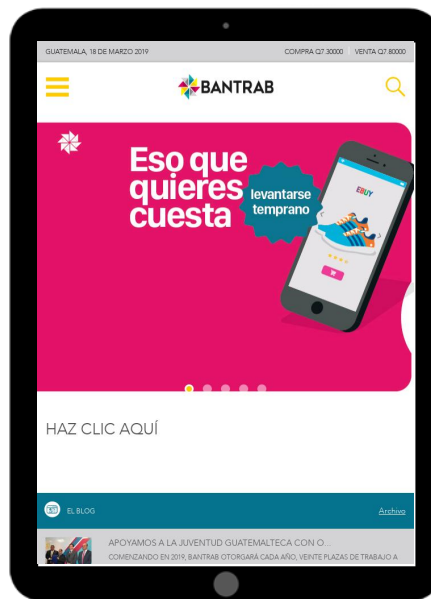 GUATEMALA, 18 DE MARZO 2019 COMPRA Q7.30000 VENTA Q7.80000
BANTRAB
Eso que
quieres
cuesta
levantarse
temprano
EBUY
HAZ CLIC AQUÍ
EL BLOG Archivo
APOYAMOS A LA JUVENTUD GUATEMALTECA CON O...
COMENZANDO EN 2019, BANTRAB OTORGARÁ CADA AÑO, VEINTE PLAZAS DE TRABAJO A